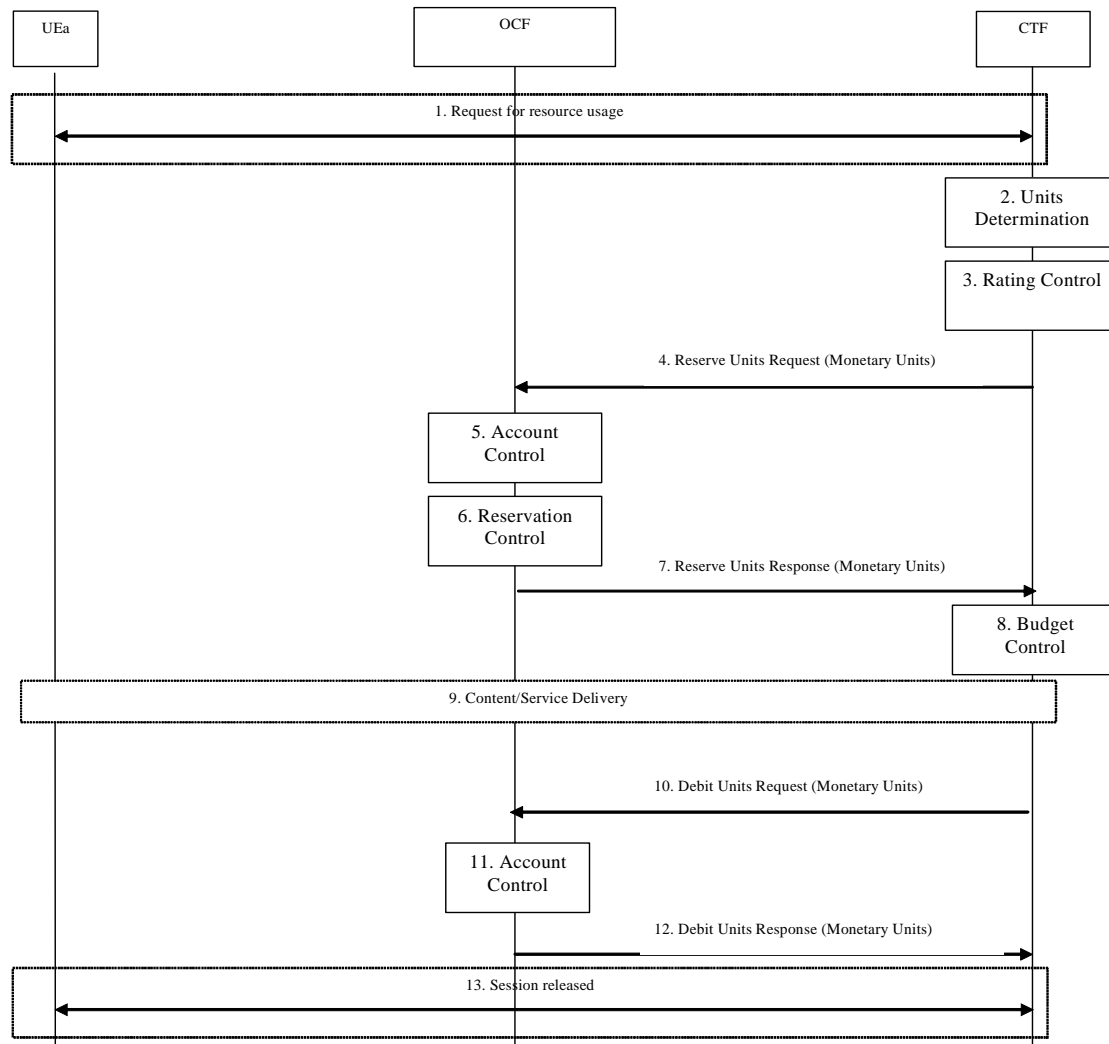 UEa
OCF
CTF
1. Request for resource usage
2. Units
Determination
3. Rating Control
4. Reserve Units Request (Monetary Units)
5. Account
Control
6. Reservation
Control
7. Reserve Units Response (Monetary Units)
8. Budget
Control
9. Content/Service Delivery
10. Debit Units Request (Monetary Units)
11. Account
Control
12. Debit Units Response (Monetary Units)
13. Session released